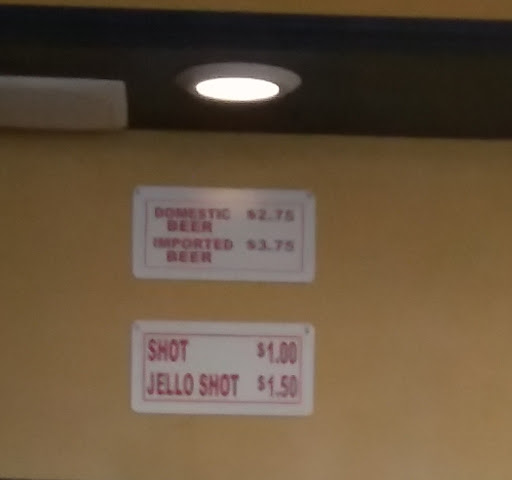 DOMESTIC $2.75
BEER
IMPORTED $3.75
BEER
SHOT $1.00
JELLO SHOT $1.50